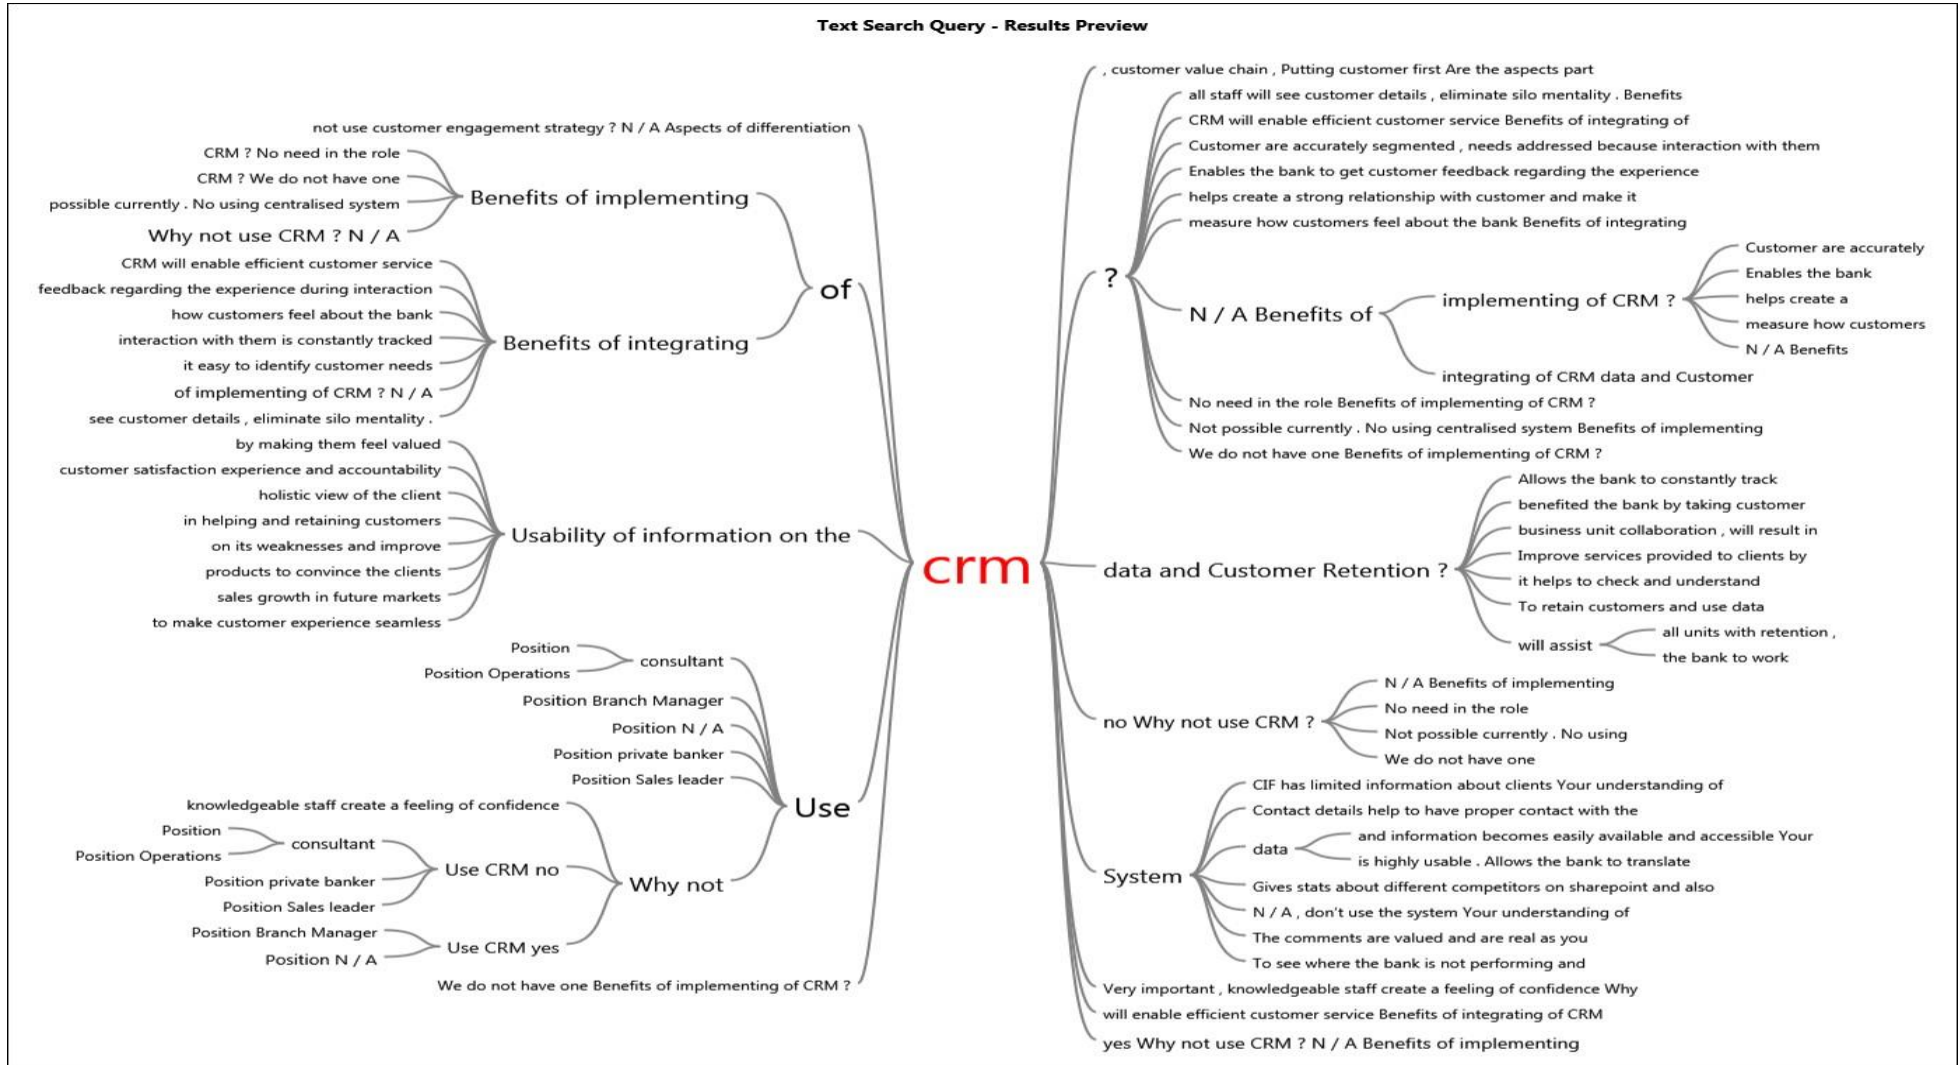 Text Search Query - Results Preview
not use customer engagement strategy ? N / A Aspects of differentiation
CRM ? No need in the role
CRM ? We do not have one
possible currently . No using centralised system
Why not use CRM ? N / A
Benefits of implementing
CRM will enable efficient customer service
feedback regarding the experience during interaction
how customers feel about the bank
interaction with them is constantly tracked
it easy to identify customer needs
of implementing of CRM ? N / A
see customer details , eliminate silo mentality .
Benefits of integrating
of
by making them feel valued
customer satisfaction experience and accountability
holistic view of the client
in helping and retaining customers
on its weaknesses and improve
products to convince the clients
sales growth in future markets
to make customer experience seamless
Usability of information on the
Position
Position Operations
consultant
Position Branch Manager
Position N / A
Position private banker
Position Sales leader
Use
knowledgeable staff create a feeling of confidence
Position
Position Operations
consultant
Position private banker
Position Sales leader
Use CRM no
Position Branch Manager
Position N / A
Use CRM yes
Why not
We do not have one Benefits of implementing of CRM ?
crm
, customer value chain , Putting customer first Are the aspects part
?
all staff will see customer details , eliminate silo mentality . Benefits
CRM will enable efficient customer service Benefits of integrating of
Customer are accurately segmented , needs addressed because interaction with them
Enables the bank to get customer feedback regarding the experience
helps create a strong relationship with customer and make it
measure how customers feel about the bank Benefits of integrating
N / A Benefits of
implementing of CRM ?
Customer are accurately
Enables the bank
helps create a
measure how customers
N / A Benefits
integrating of CRM data and Customer
No need in the role Benefits of implementing of CRM ?
Not possible currently . No using centralised system Benefits of implementing
We do not have one Benefits of implementing of CRM ?
data and Customer Retention ?
Allows the bank to constantly track
benefited the bank by taking customer
business unit collaboration , will result in
Improve services provided to clients by
it helps to check and understand
To retain customers and use data
will assist
all units with retention ,
the bank to work
no Why not use CRM ?
N / A Benefits of implementing
No need in the role
Not possible currently . No using
We do not have one
System
CIF has limited information about clients Your understanding of
Contact details help to have proper contact with the
data
and information becomes easily available and accessible Your
is highly usable . Allows the bank to translate
Gives stats about different competitors on sharepoint and also
N / A , don't use the system Your understanding of
The comments are valued and are real as you
To see where the bank is not performing and
Very important , knowledgeable staff create a feeling of confidence Why
will enable efficient customer service Benefits of integrating of CRM
yes Why not use CRM ? N / A Benefits of implementing